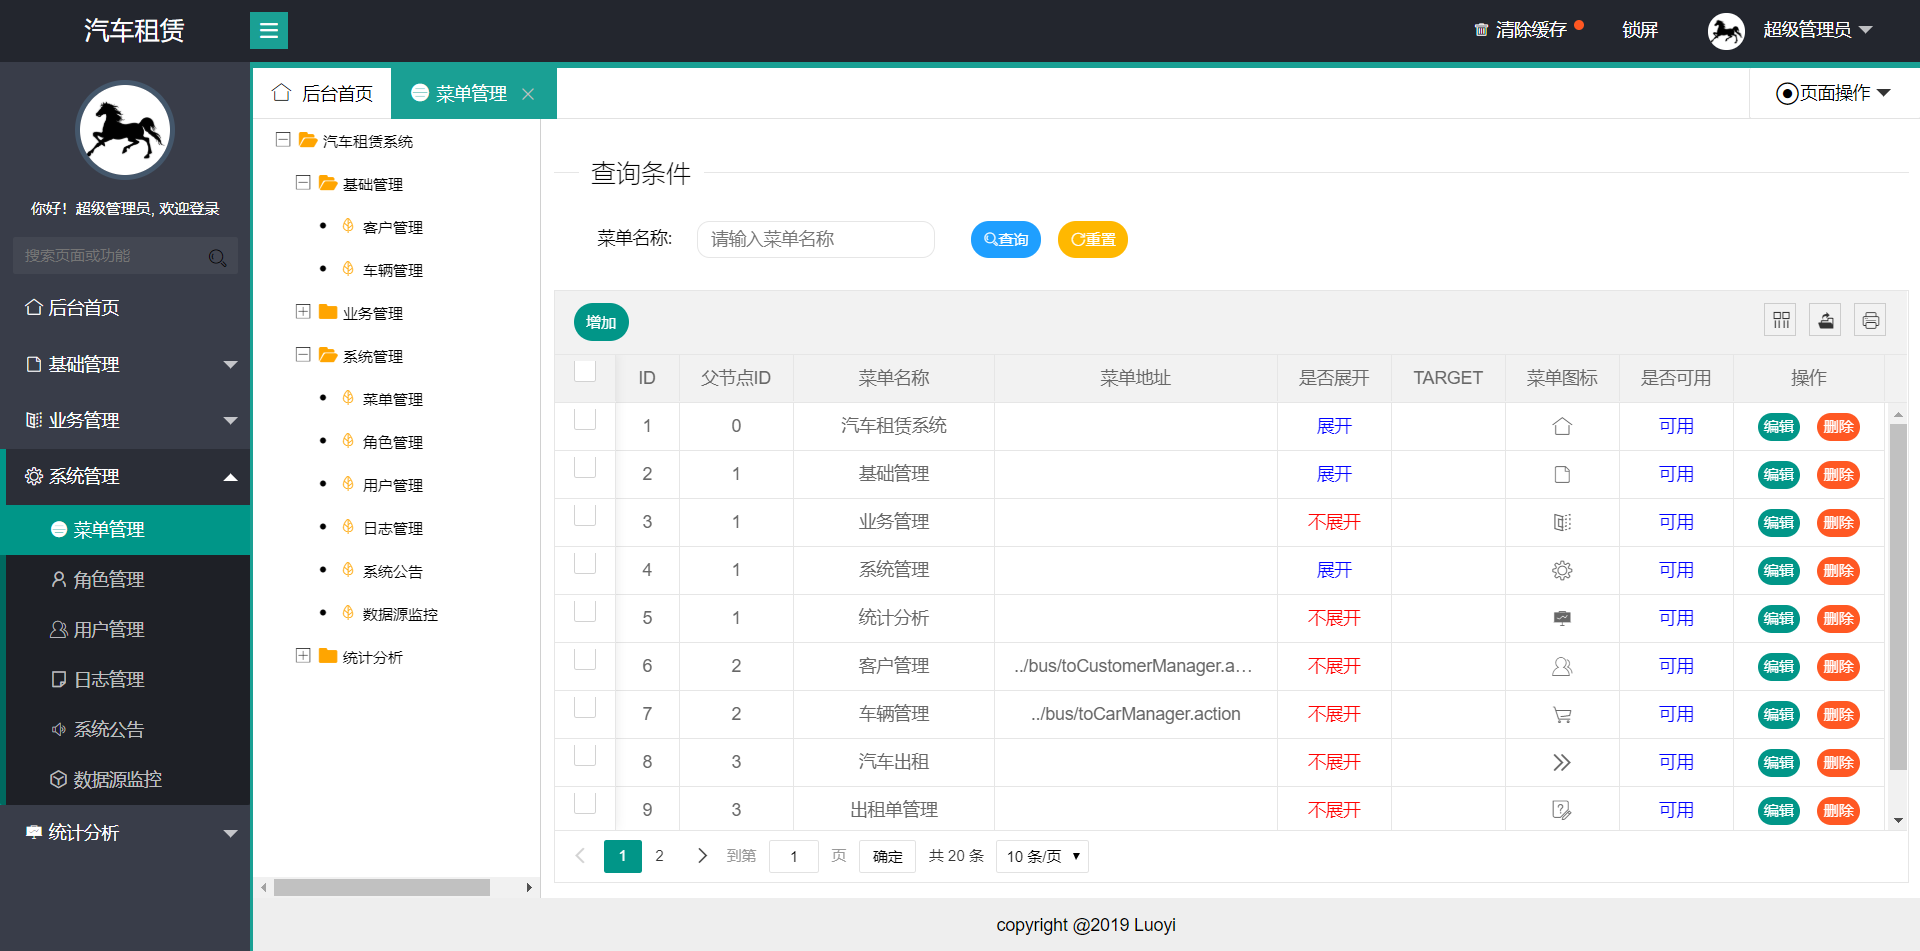 汽车租赁
清除缓存
锁屏
超级管理员
你好！超级管理员, 欢迎登录
搜索页面或功能
后台首页
基础管理
业务管理
系统管理
菜单管理
角色管理
用户管理
日志管理
系统公告
数据源监控
统计分析
后台首页
菜单管理
页面操作
汽车租赁系统
基础管理
客户管理
车辆管理
业务管理
系统管理
菜单管理
角色管理
用户管理
日志管理
系统公告
数据源监控
统计分析
查询条件
菜单名称:
请输入菜单名称
查询
重置
增加
ID 父节点ID 菜单名称 菜单地址 是否展开 TARGET 菜单图标 是否可用 操作
1 0 汽车租赁系统 展开 可用 编辑 删除
2 1 基础管理 展开 可用 编辑 删除
3 1 业务管理 不展开 可用 编辑 删除
4 1 系统管理 展开 可用 编辑 删除
5 1 统计分析 不展开 可用 编辑 删除
6 2 客户管理 ../bus/toCustomerManager.a… 不展开 可用 编辑 删除
7 2 车辆管理 ../bus/toCarManager.action 不展开 可用 编辑 删除
8 3 汽车出租 不展开 可用 编辑 删除
9 3 出租单管理 不展开 可用 编辑 删除
1 2 到第 1 页 确定 共 20 条 10 条/页
copyright @2019 Luoyi